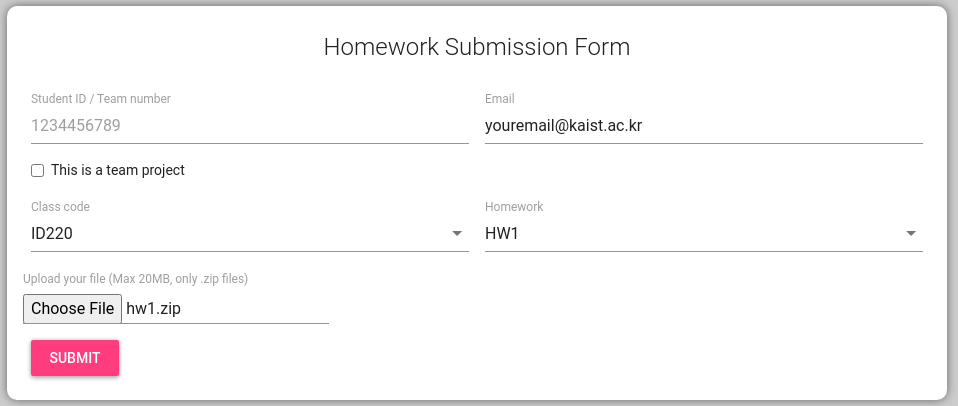 Homework Submission Form
Student ID / Team number
1234456789
Email
youremail@kaist.ac.kr
This is a team project
Class code
ID220
Homework
HW1
Upload your file (Max 20MB, only .zip files)
Choose File hw1.zip
SUBMIT